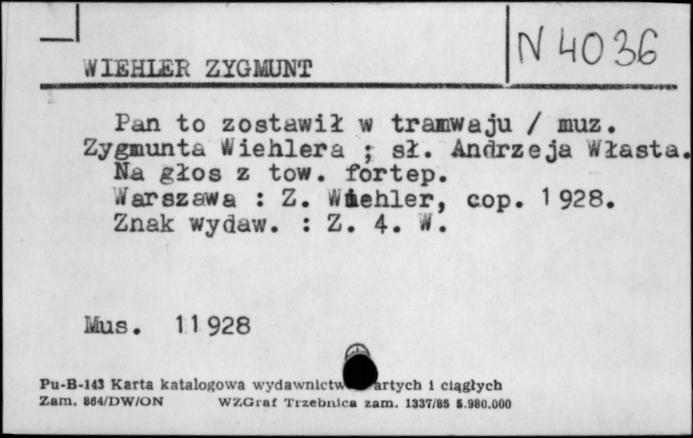 N 4036
WIEHLER ZYGMUNT
Pan to zostawił w tramwaju / muz.
Zygmunta Wiehlera ; sł. Andrzeja Własta.
Na głos z tow. fortep.
Warszawa : Z. Wiehler, cop. 1928.
Znak wydaw. : Z. 4. W.
Mus. 11928
Pu-B-143 Karta katalogowa wydawnictw artych i ciągłych
Zam. 864/DW/ON WZGraf Trzebnica zam. 1337/85 5.980.000